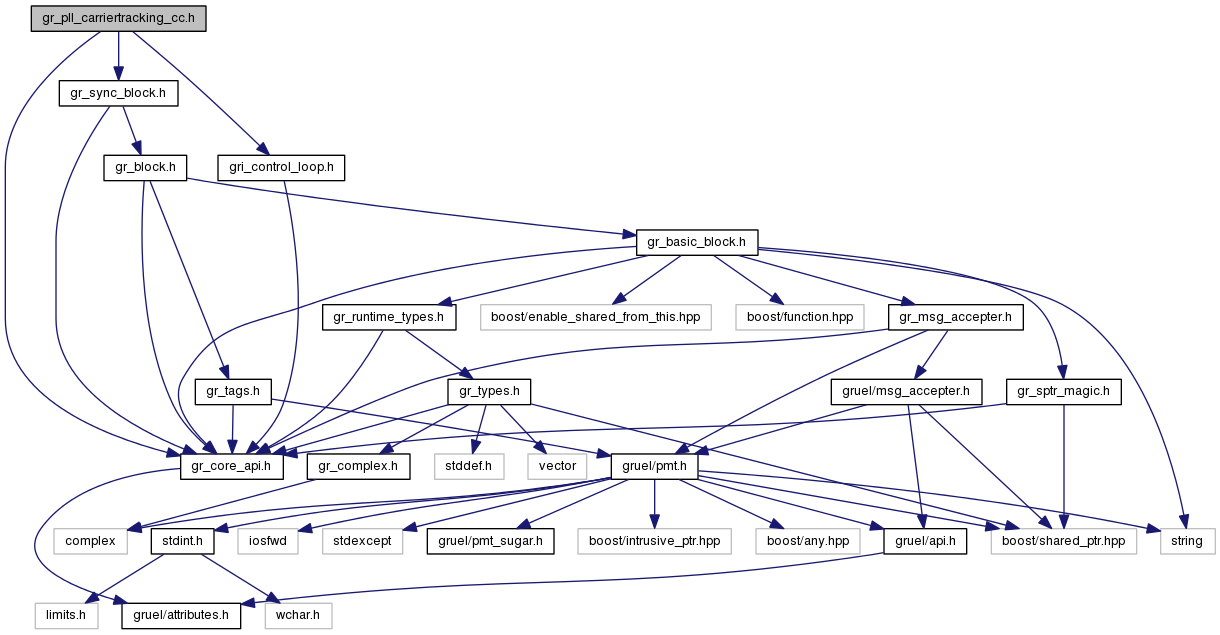 gr_pll_carriertracking_cc.h
gr_sync_block.h
gr_block.h
gri_control_loop.h
gr_basic_block.h
gr_runtime_types.h
boost/enable_shared_from_this.hpp
boost/function.hpp
gr_msg_accepter.h
gr_tags.h
gr_types.h
gruel/msg_accepter.h
gr_sptr_magic.h
gr_core_api.h
gr_complex.h
stddef.h
vector
gruel/pmt.h
complex
stdint.h
iosfwd
stdexcept
gruel/pmt_sugar.h
boost/intrusive_ptr.hpp
boost/any.hpp
gruel/api.h
boost/shared_ptr.hpp
string
limits.h
gruel/attributes.h
wchar.h